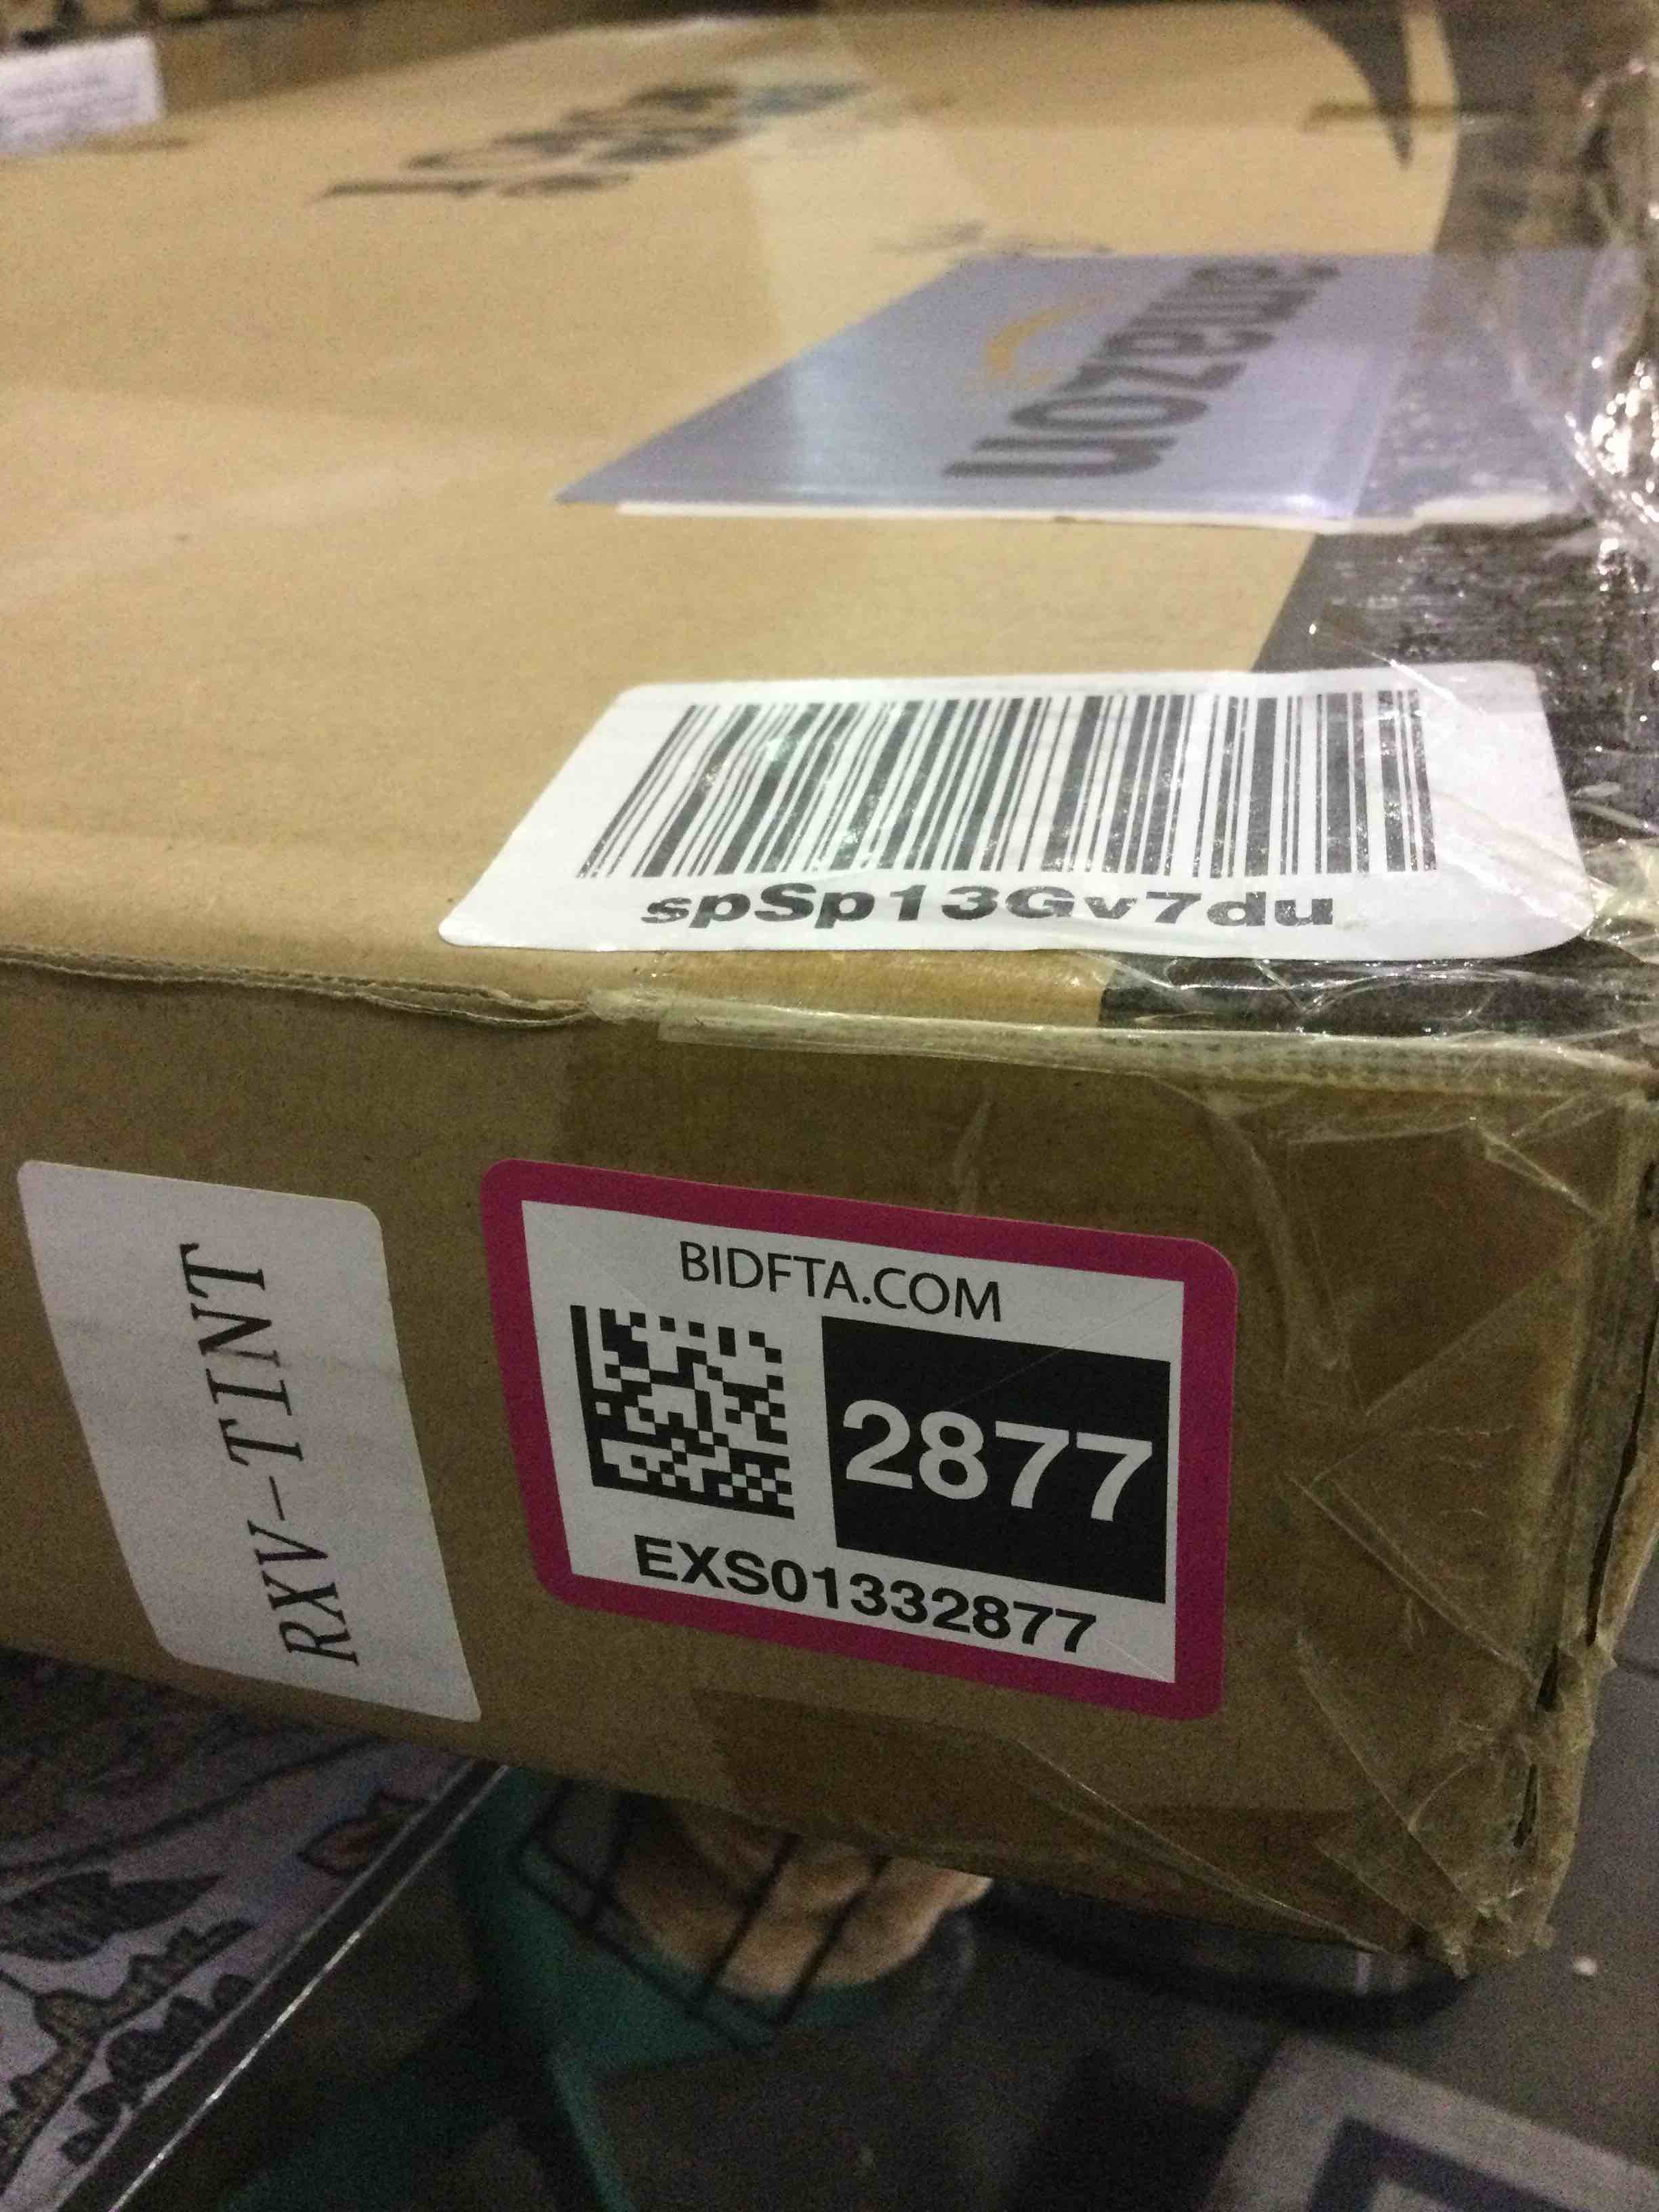 amazon
spSp13Gv7du
RXV-TINT
BIDFTA.COM
2877
EXS01332877